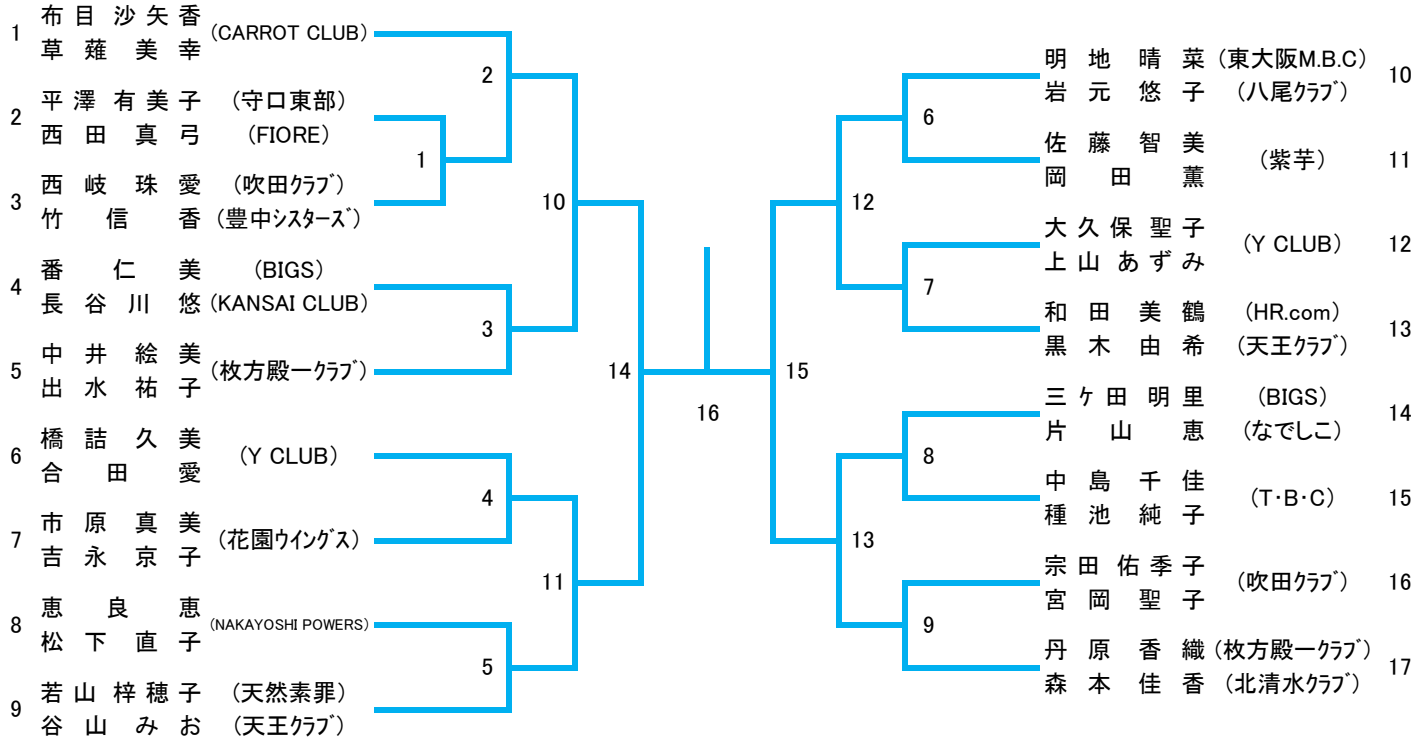 1 布目沙矢香 (CARROT CLUB)
草薙美幸
2 平澤有美子 (守口東部)
西田真弓 (FIORE)
3 西岐珠愛 (吹田ｸﾗﾌﾞ)
竹信香 (豊中ｼｽﾀｰｽﾞ)
4 番仁美 (BIGS)
長谷川悠 (KANSAI CLUB)
5 中井絵美 (枚方殿一ｸﾗﾌﾞ)
出水祐子
6 橋詰久美 (Y CLUB)
合田愛
7 市原真美 (花園ｳｲﾝｸﾞｽ)
吉永京子
8 恵良恵 (NAKAYOSHI POWERS)
松下直子
9 若山梓穂子 (天然素罪)
谷山みお (天王ｸﾗﾌﾞ)
2
1
10
3
14
4
11
5
16
15
12
6
7
13
8
9
明地晴菜 (東大阪M.B.C) 10
岩元悠子 (八尾ｸﾗﾌﾞ)
佐藤智美 (紫芋) 11
岡田薫
大久保聖子 (Y CLUB) 12
上山あずみ
和田美鶴 (HR.com) 13
黒木由希 (天王ｸﾗﾌﾞ)
三ケ田明里 (BIGS) 14
片山恵 (なでしこ)
中島千佳 (T･B･C) 15
種池純子
宗田佑季子 (吹田ｸﾗﾌﾞ) 16
宮岡聖子
丹原香織 (枚方殿一ｸﾗﾌﾞ) 17
森本佳香 (北清水ｸﾗﾌﾞ)